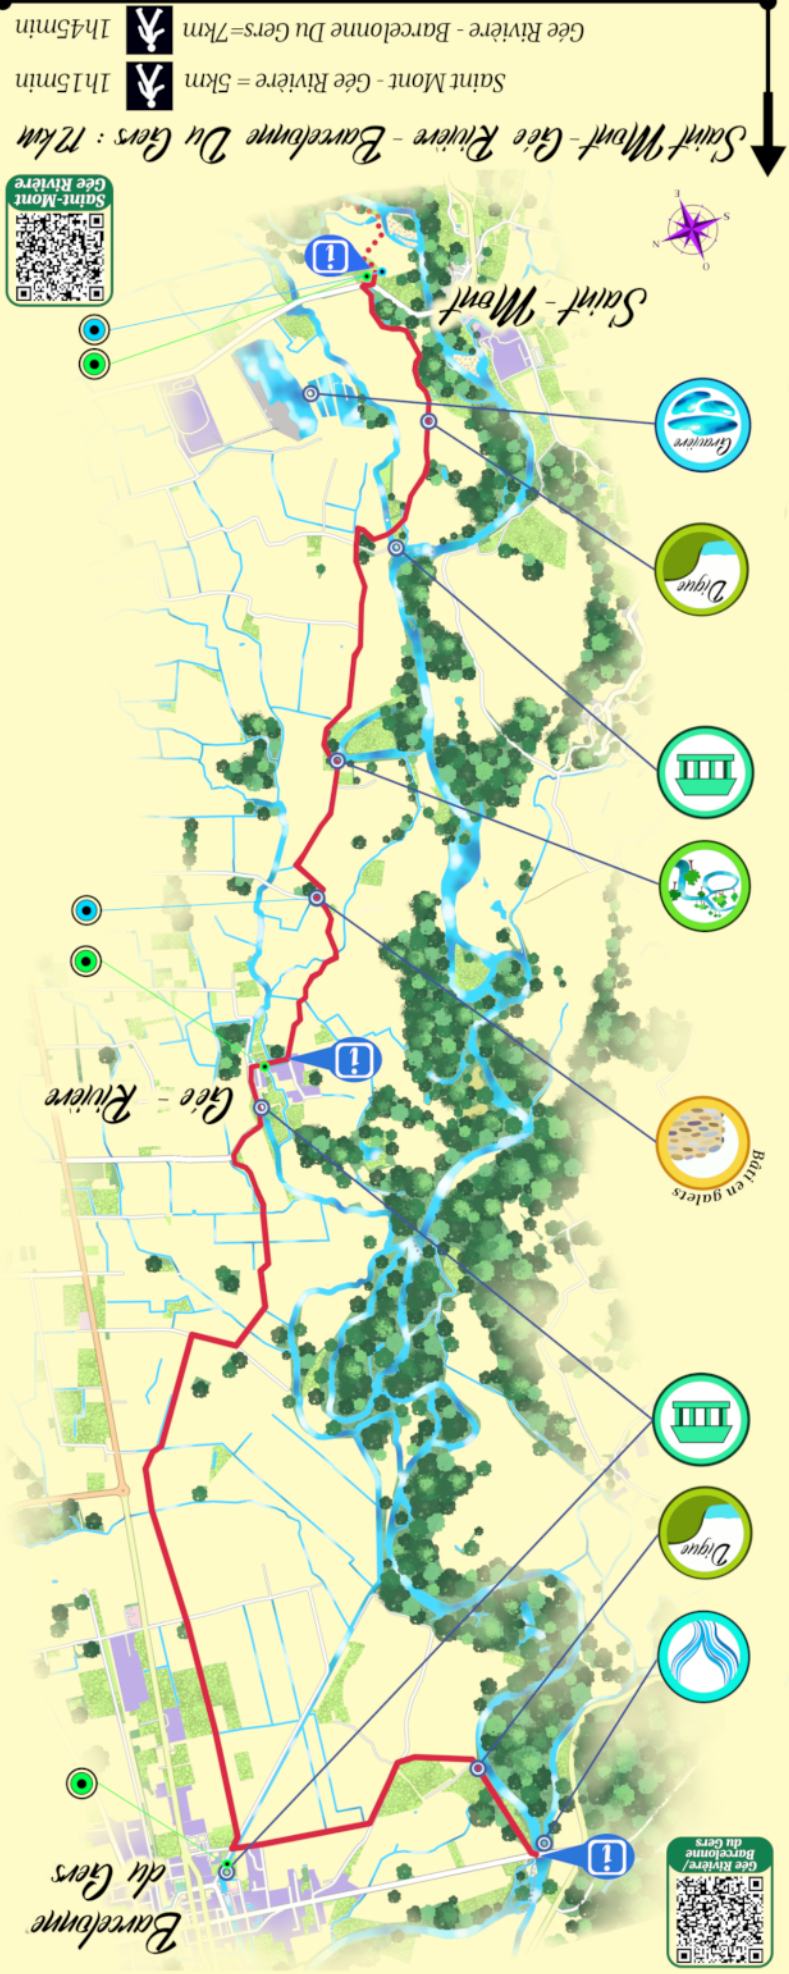 Barcelonne
du Gers
Gée Rivière/
Barcelonne
du Gers
i
Digue
Bâti en galets
Gée - Rivière
i
Digue
Gravière
Saint - Mont
i
O
N
S
E
Saint-Mont
Gée Rivière
Saint Mont - Gée Rivière - Barcelonne Du Gers : 12 km
Saint Mont - Gée Rivière = 5km 1h15min
Gée Rivière - Barcelonne Du Gers=7km 1h45min